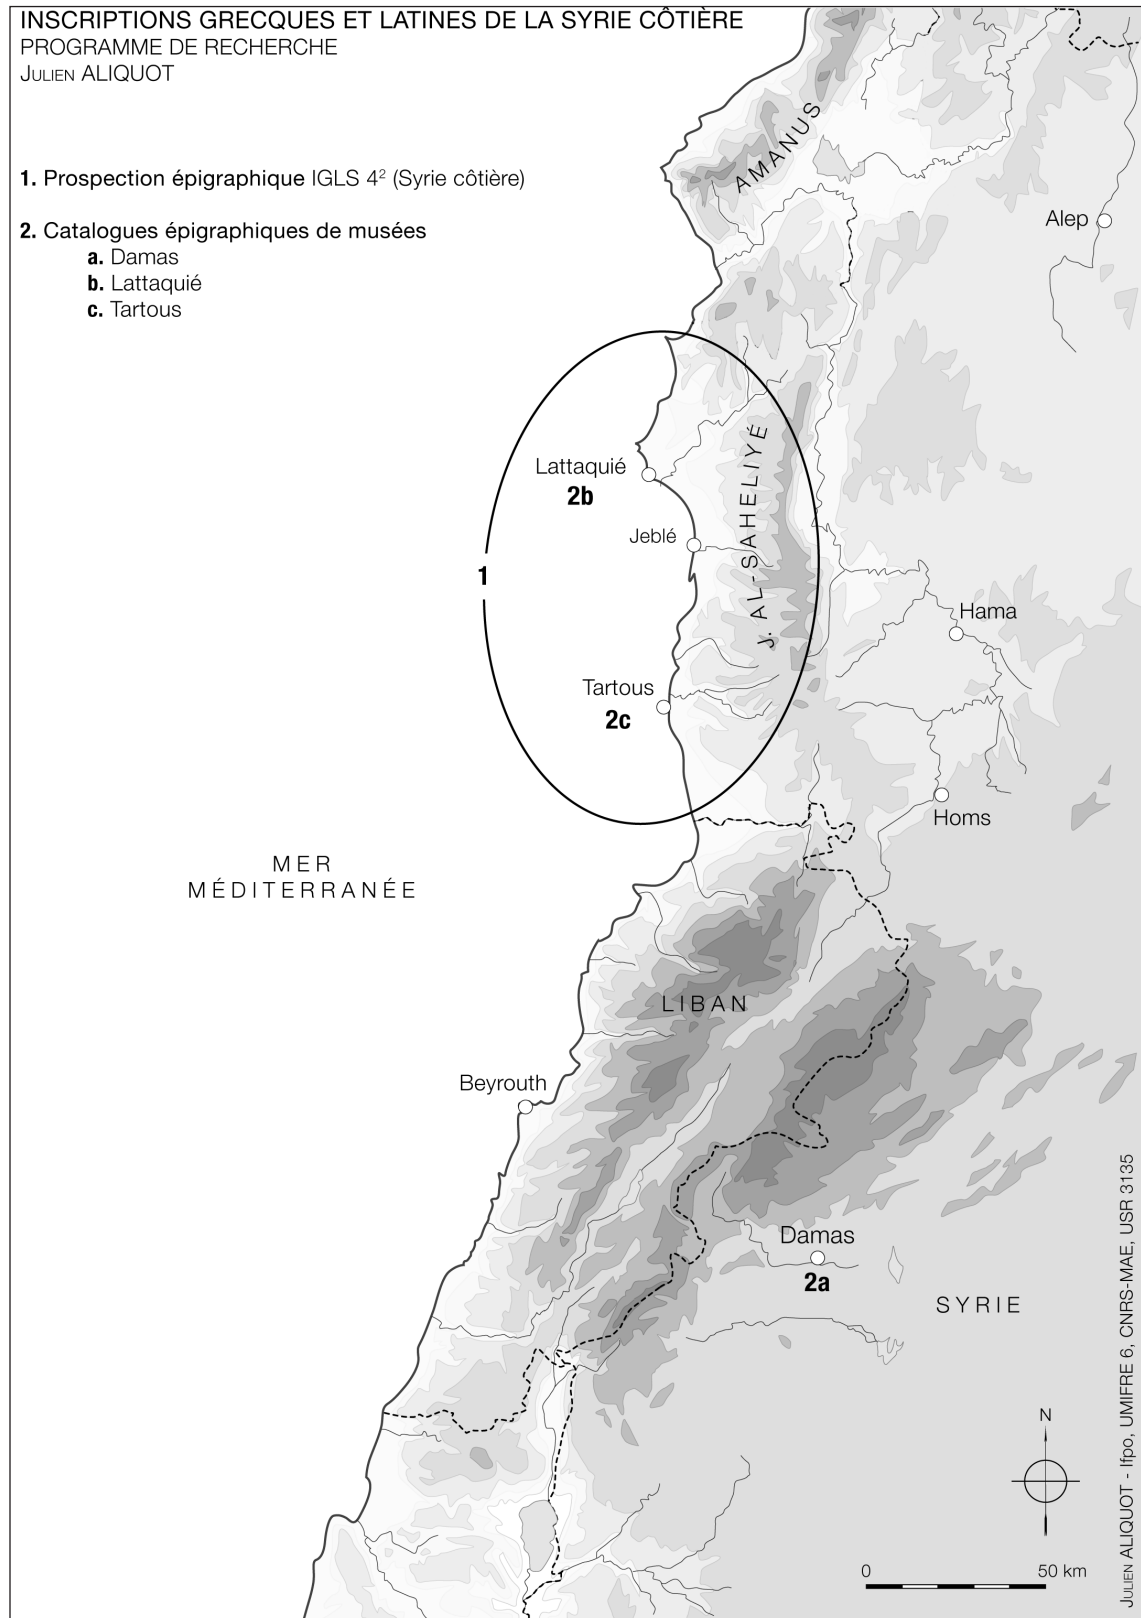 INSCRIPTIONS GRECQUES ET LATINES DE LA SYRIE CÔTIÈRE
PROGRAMME DE RECHERCHE
JULIEN ALIQUOT
1. Prospection épigraphique IGLS 4² (Syrie côtière)
2. Catalogues épigraphiques de musées
a. Damas
b. Lattaquié
c. Tartous
AMANUS
Alep
Lattaquié
2b
J. AL-SAHELIYÉ
Jeblé
1
Hama
Tartous
2c
Homs
MER
MÉDITERRANÉE
LIBAN
Beyrouth
Damas
2a
SYRIE
N
0 50 km
JULIEN ALIQUOT - Ifpo, UMIFRE 6, CNRS-MAE, USR 3135